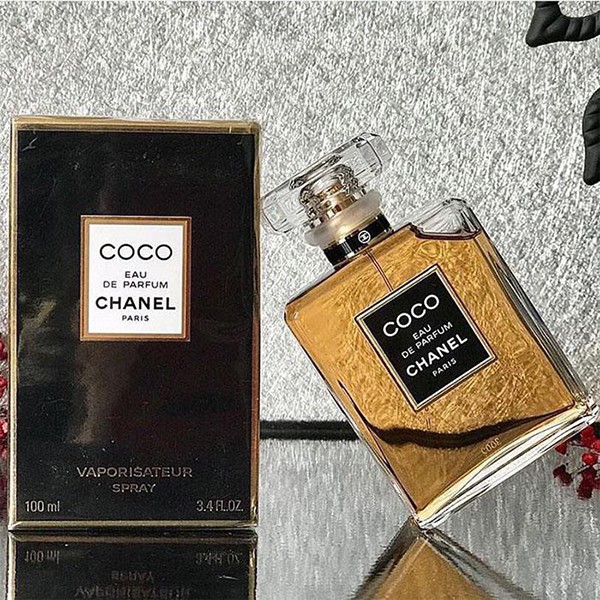 COCO
EAU
DE PARFUM
CHANEL
PARIS
VAPORISATEUR
SPRAY
100 ml
3.4 FL.OZ.
COCO
EAU
DE PARFUM
CHANEL
PARIS